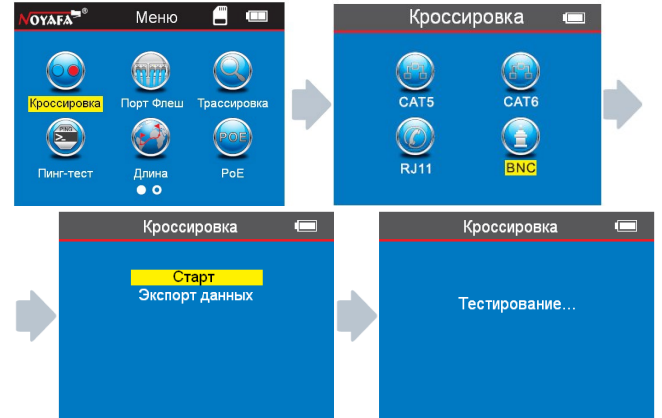 NOYAFA®
Меню
Кроссировка
Порт Флеш
Трассировка
PING
>_
Пинг-тест
Длина
POE
PoE
Кроссировка
CAT5
CAT6
RJ11
BNC
Кроссировка
Старт
Экспорт данных
Кроссировка
Тестирование...